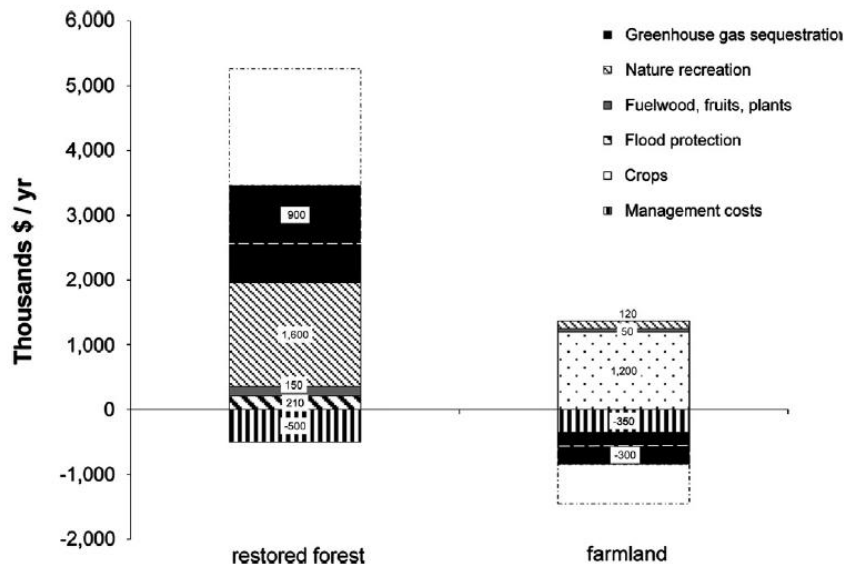 6,000
5,000
4,000
3,000
2,000
1,000
0
-1,000
-2,000
Thousands $ / yr
Greenhouse gas sequestration
Nature recreation
Fuelwood, fruits, plants
Flood protection
Crops
Management costs
900
1,600
150
210
-500
120
50
1,200
-350
-300
restored forest
farmland